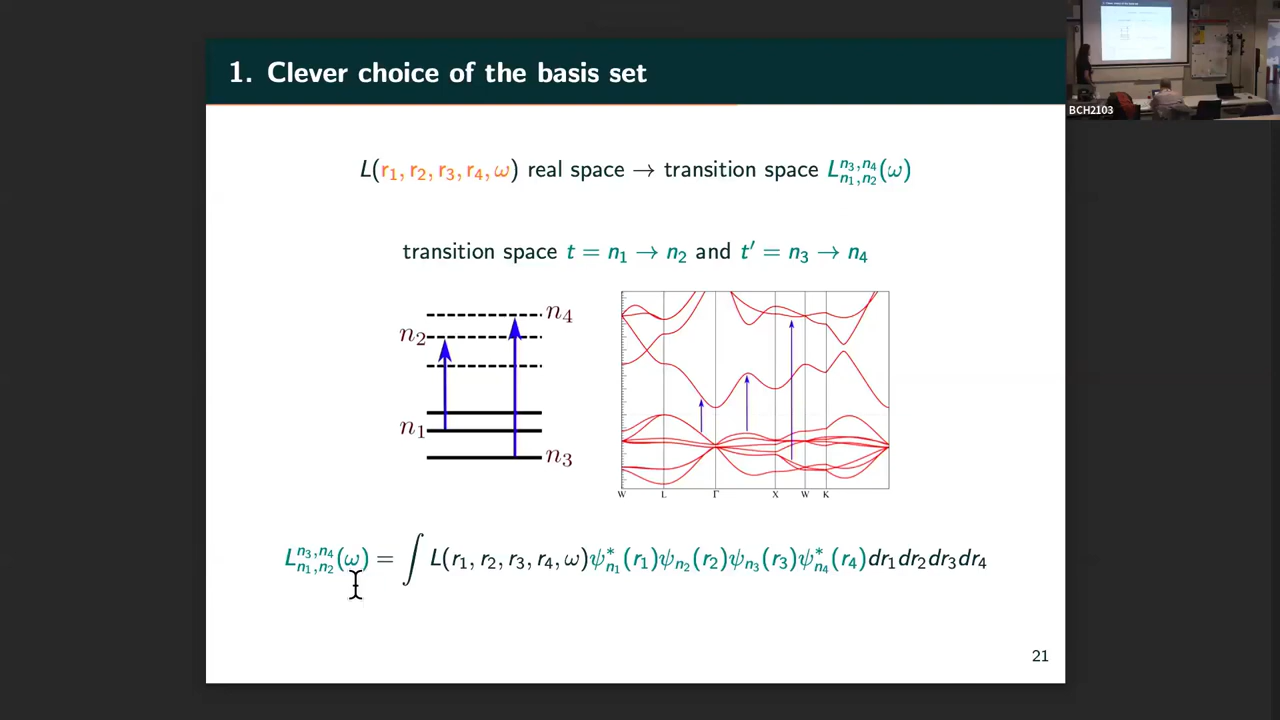 1. Clever choice of the basis set
BCH2103
L(r₁, r₂, r₃, r₄, ω) real space → transition space L^{n₃,n₄}_{n₁,n₂}(ω)
transition space t = n₁ → n₂ and t′ = n₃ → n₄
n₄
n₂
n₁
n₃
W L Γ X W K
L^{n₃,n₄}_{n₁,n₂}(ω) = ∫ L(r₁, r₂, r₃, r₄, ω)ψ*_{n₁}(r₁)ψ_{n₂}(r₂)ψ_{n₃}(r₃)ψ*_{n₄}(r₄)dr₁dr₂dr₃dr₄
21